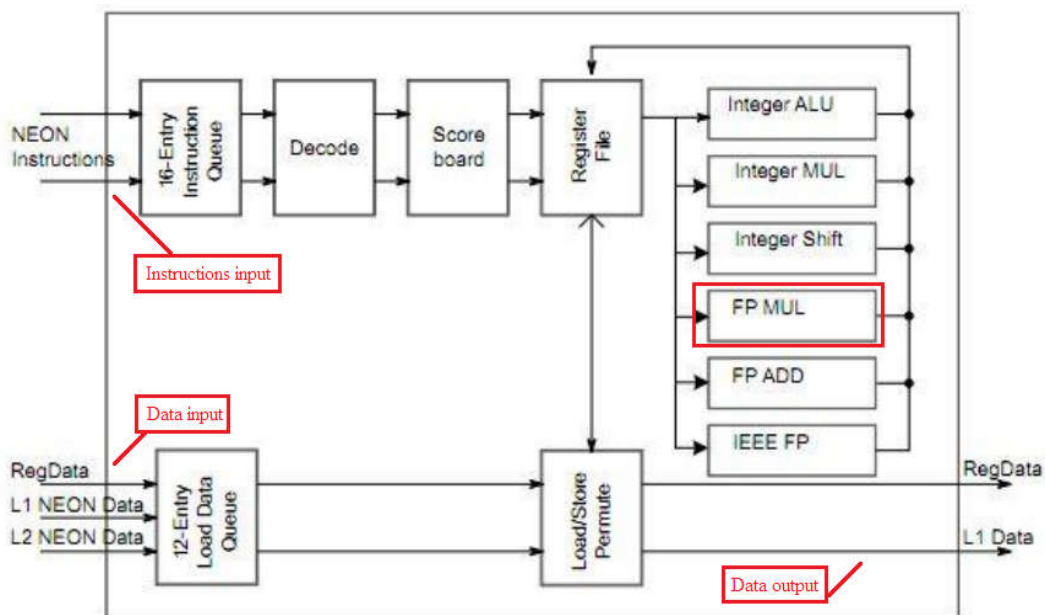 NEON
Instructions
16-Entry
Instruction
Queue
Decode
Score
board
Register
File
Integer ALU
Integer MUL
Integer Shift
FP MUL
FP ADD
IEEE FP
Instructions input
Data input
RegData
L1 NEON Data
L2 NEON Data
12-Entry
Load Data
Queue
Load/Store
Permute
RegData
L1 Data
Data output